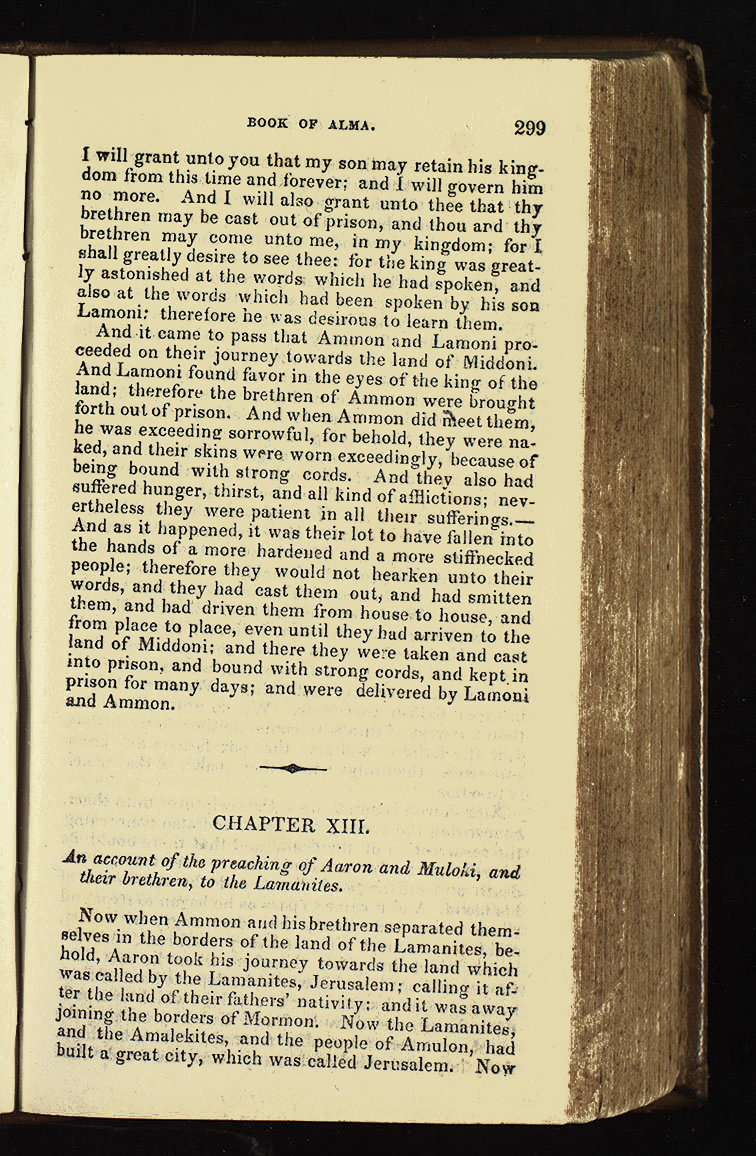 BOOK OF ALMA. 299
I will grant unto you that my son may retain his king-
dom from this time and forever; and I will govern him
no more. And I will also grant unto thee that thy
brethren may be cast out of prison, and thou and thy
brethren may come unto me, in my kingdom; for I
shall greatly desire to see thee: for the king was great-
ly astonished at the words which he had spoken, and
also at the words which had been spoken by his son
Lamoni: therefore he was desirous to learn them.
And it came to pass that Ammon and Lamoni pro-
ceeded on their journey towards the land of Middoni.
And Lamoni found favor in the eyes of the king of the
land; therefore the brethren of Ammon were brought
forth out of prison. And when Ammon did meet them,
he was exceeding sorrowful, for behold, they were na-
ked, and their skins were worn exceedingly, because of
being bound with strong cords. And they also had
suffered hunger, thirst, and all kind of afflictions; nev-
ertheless they were patient in all their sufferings.—
And as it happened, it was their lot to have fallen into
the hands of a more hardened and a more stiffnecked
people; therefore they would not hearken unto their
words, and they had cast them out, and had smitten
them, and had driven them from house to house, and
from place to place, even until they had arriven to the
land of Middoni; and there they were taken and cast
into prison, and bound with strong cords, and kept in
prison for many days; and were delivered by Lamoni
and Ammon.
CHAPTER XIII.
An account of the preaching of Aaron and Muloki, and
their brethren, to the Lamanites.
Now when Ammon and his brethren separated them-
selves in the borders of the land of the Lamanites, be-
hold, Aaron took his journey towards the land which
was called by the Lamanites, Jerusalem; calling it af-
ter the land of their fathers' nativity; and it was away
joining the borders of Mormon. Now the Lamanites,
and the Amalekites, and the people of Amulon, had
built a great city, which was called Jerusalem. Now